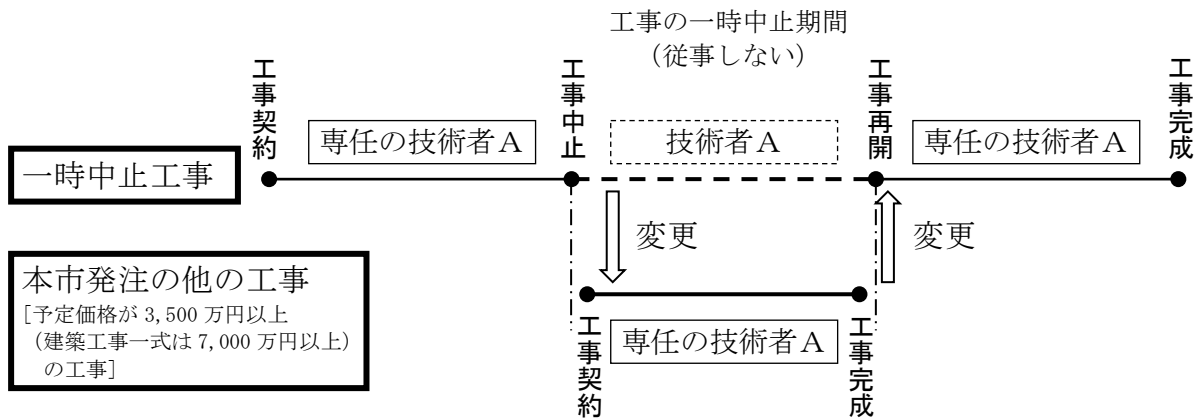 工事の一時中止期間
（従事しない）
工事契約
工事中止
工事再開
工事完成
専任の技術者A
技術者A
専任の技術者A
一時中止工事
変更
変更
本市発注の他の工事
[予定価格が 3,500 万円以上
（建築工事一式は 7,000 万円以上）
の工事]
工事契約
専任の技術者A
工事完成